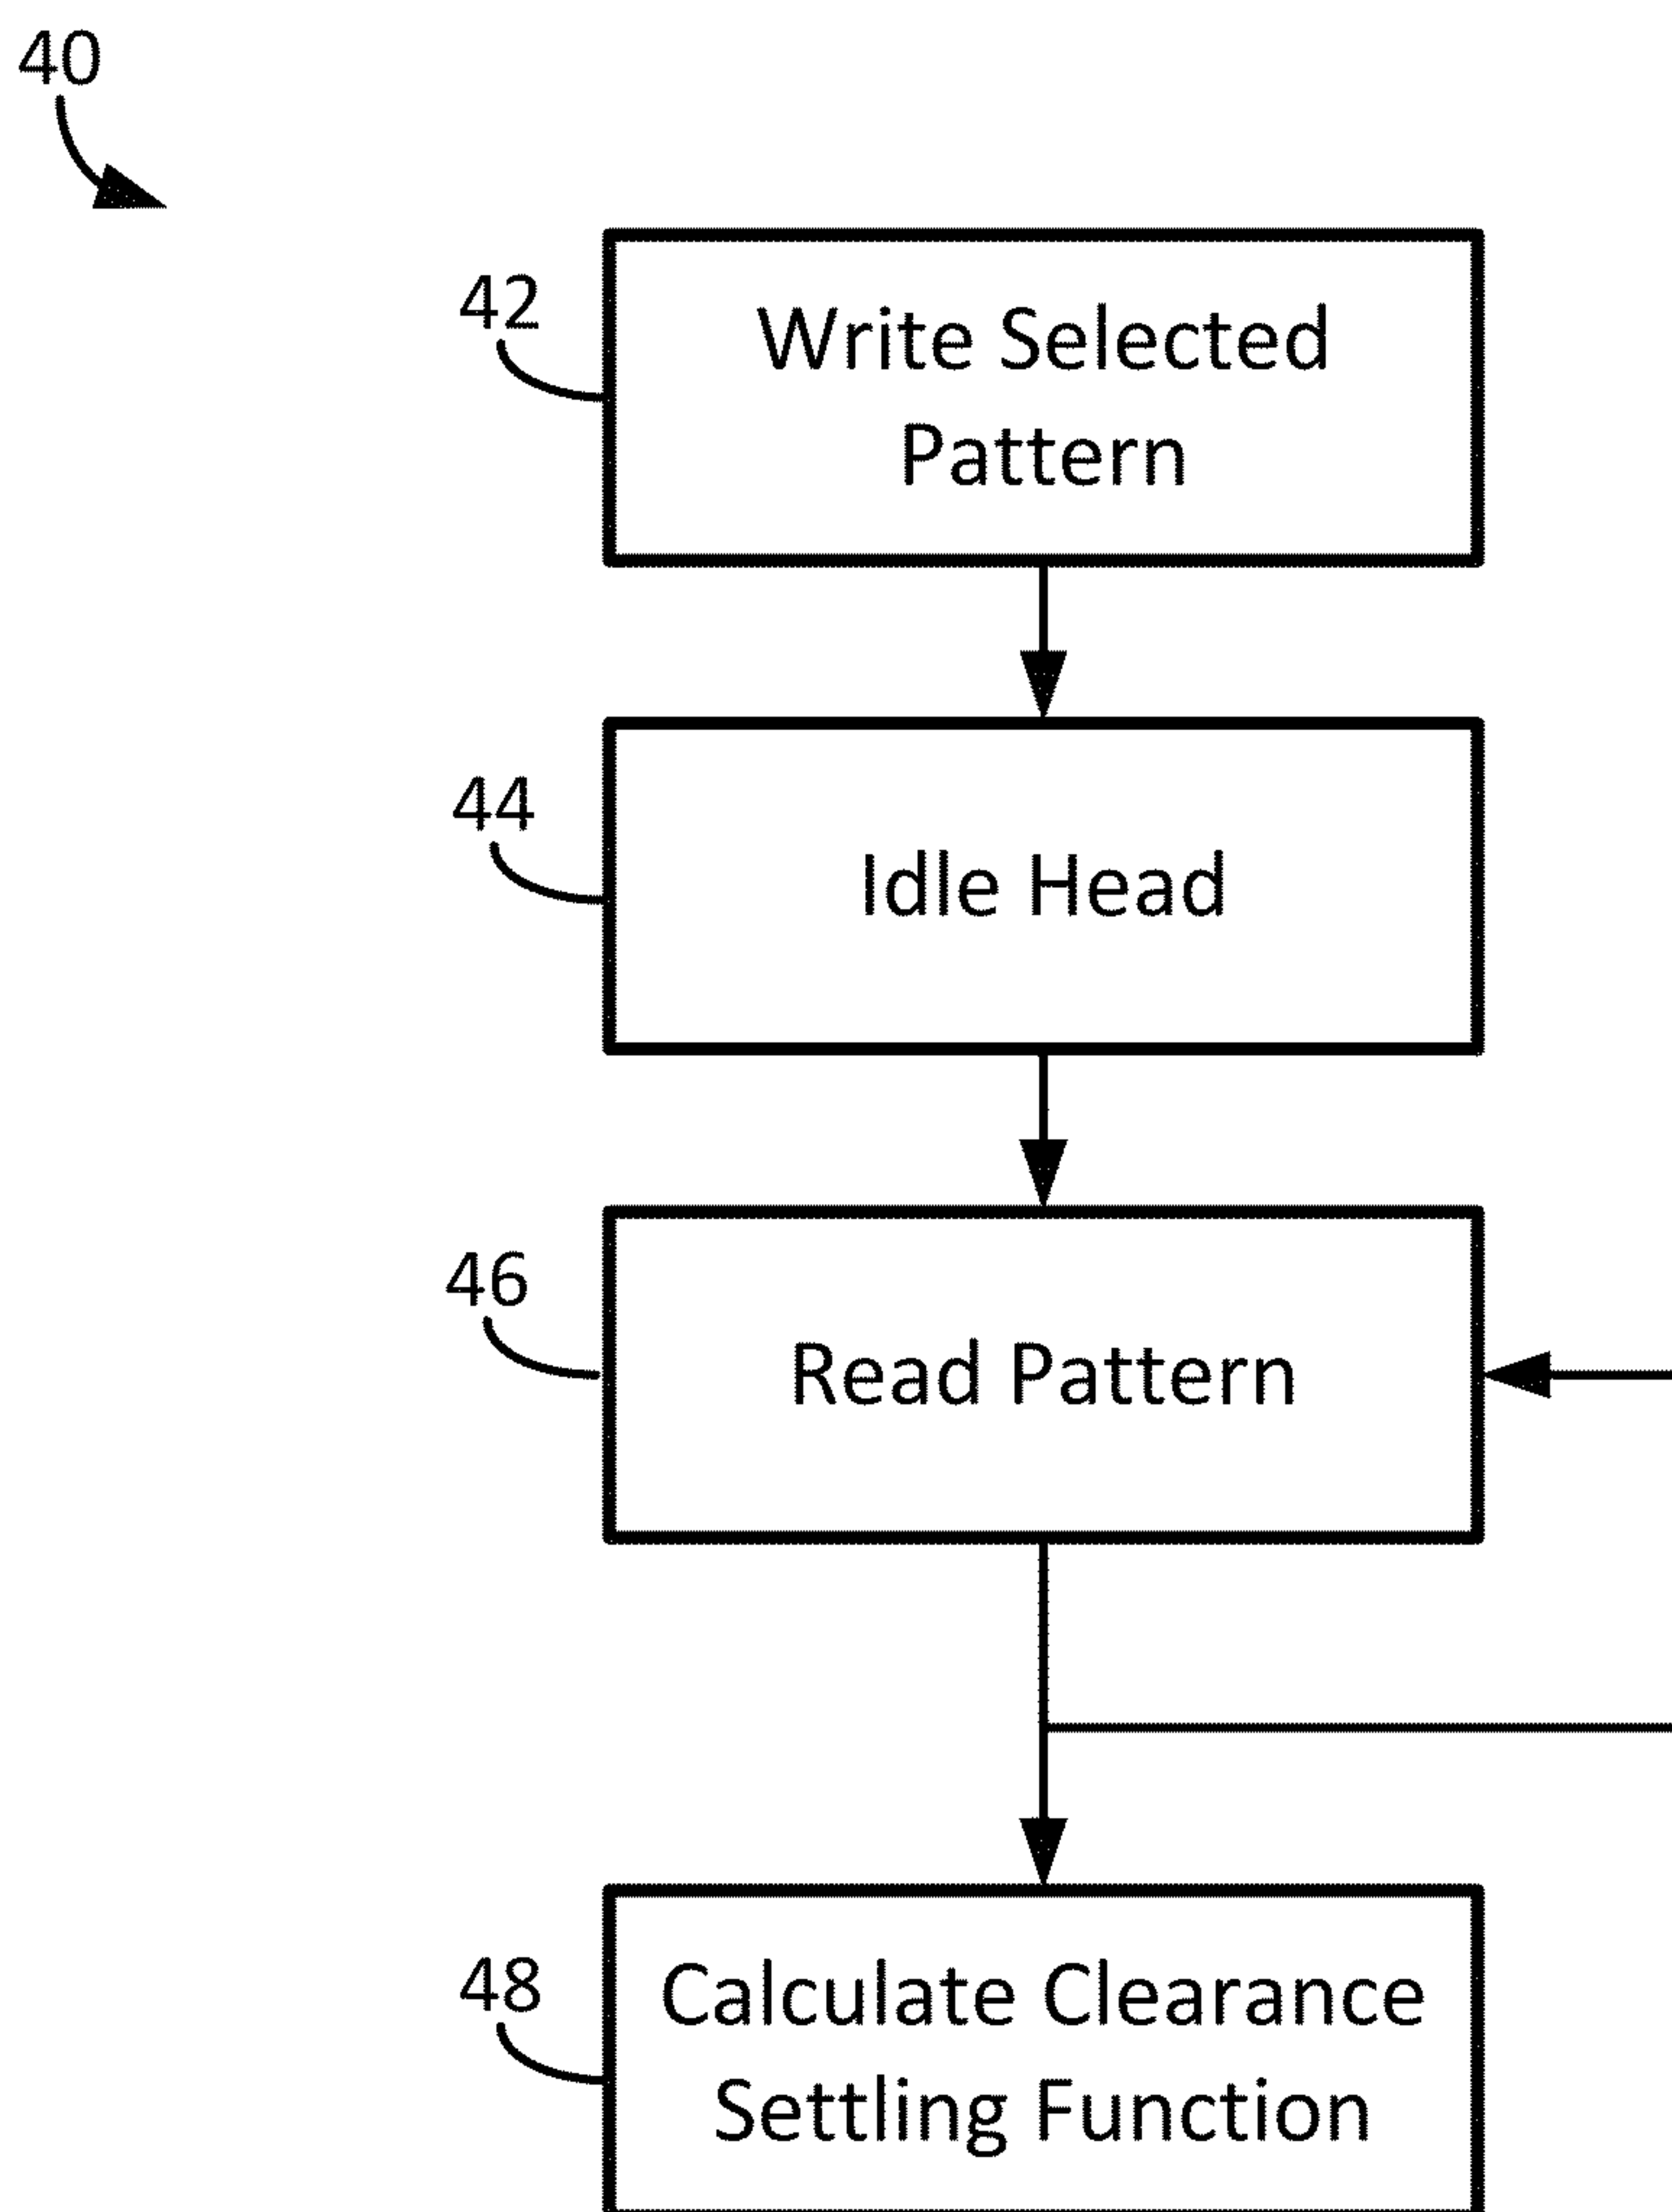 40
42
Write Selected
Pattern
44
Idle Head
46
Read Pattern
48
Calculate Clearance
Settling Function